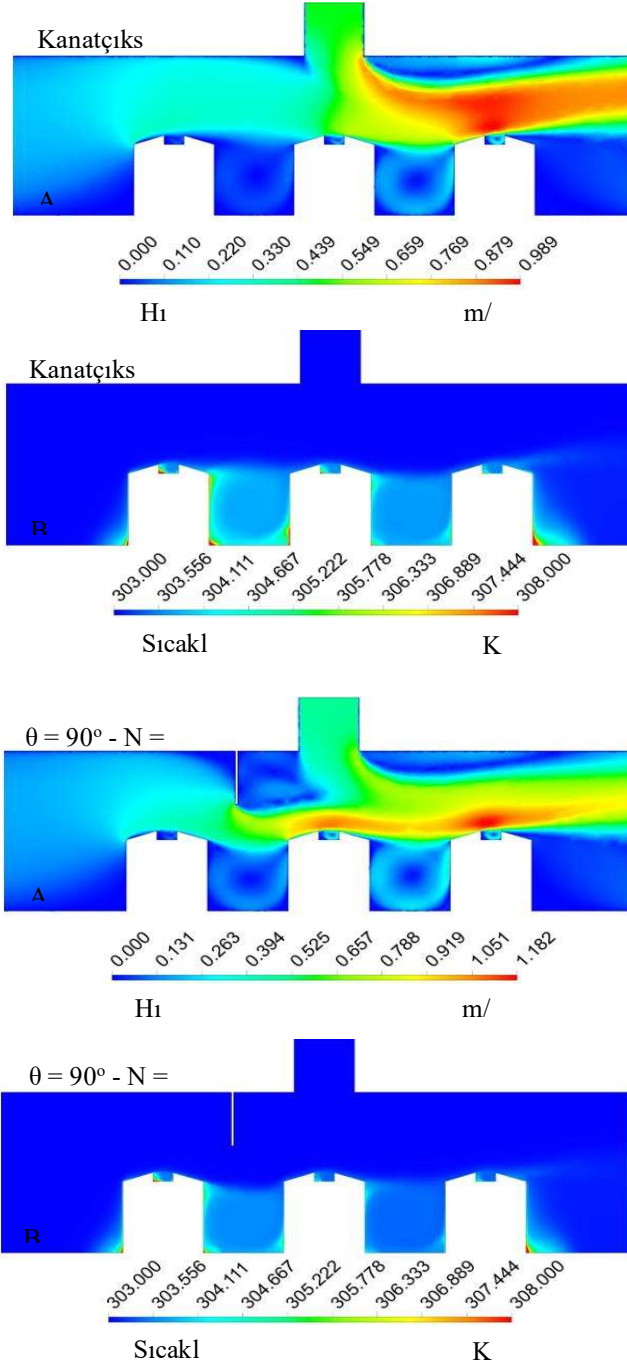 Kanatçıks
A
0.000 0.110 0.220 0.330 0.439 0.549 0.659 0.769 0.879 0.989
Hı m/
Kanatçıks
B
303.000 303.556 304.111 304.667 305.222 305.778 306.333 306.889 307.444 308.000
Sıcakl K
θ = 90° - N =
A
0.000 0.131 0.263 0.394 0.525 0.657 0.788 0.919 1.051 1.182
Hı m/
θ = 90° - N =
B
303.000 303.556 304.111 304.667 305.222 305.778 306.333 306.889 307.444 308.000
Sıcakl K